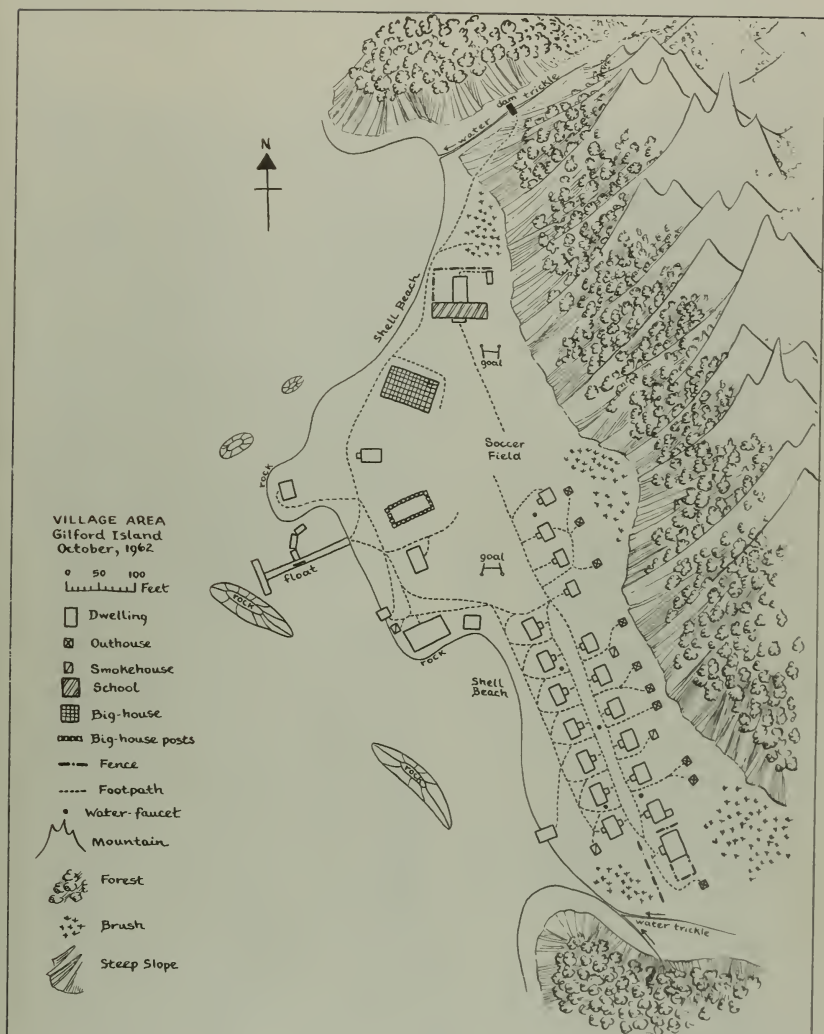 water dam trickle
N
Shell Beach
goal
Soccer
Field
rock
VILLAGE AREA
Gilford Island
October, 1962
0 50 100
Feet
float
rock
goal
Dwelling
Outhouse
Smokehouse
School
Big-house
Big-house posts
Fence
Footpath
Water-faucet
Mountain
Forest
Brush
Steep Slope
rock
Shell
Beach
rock
water trickle